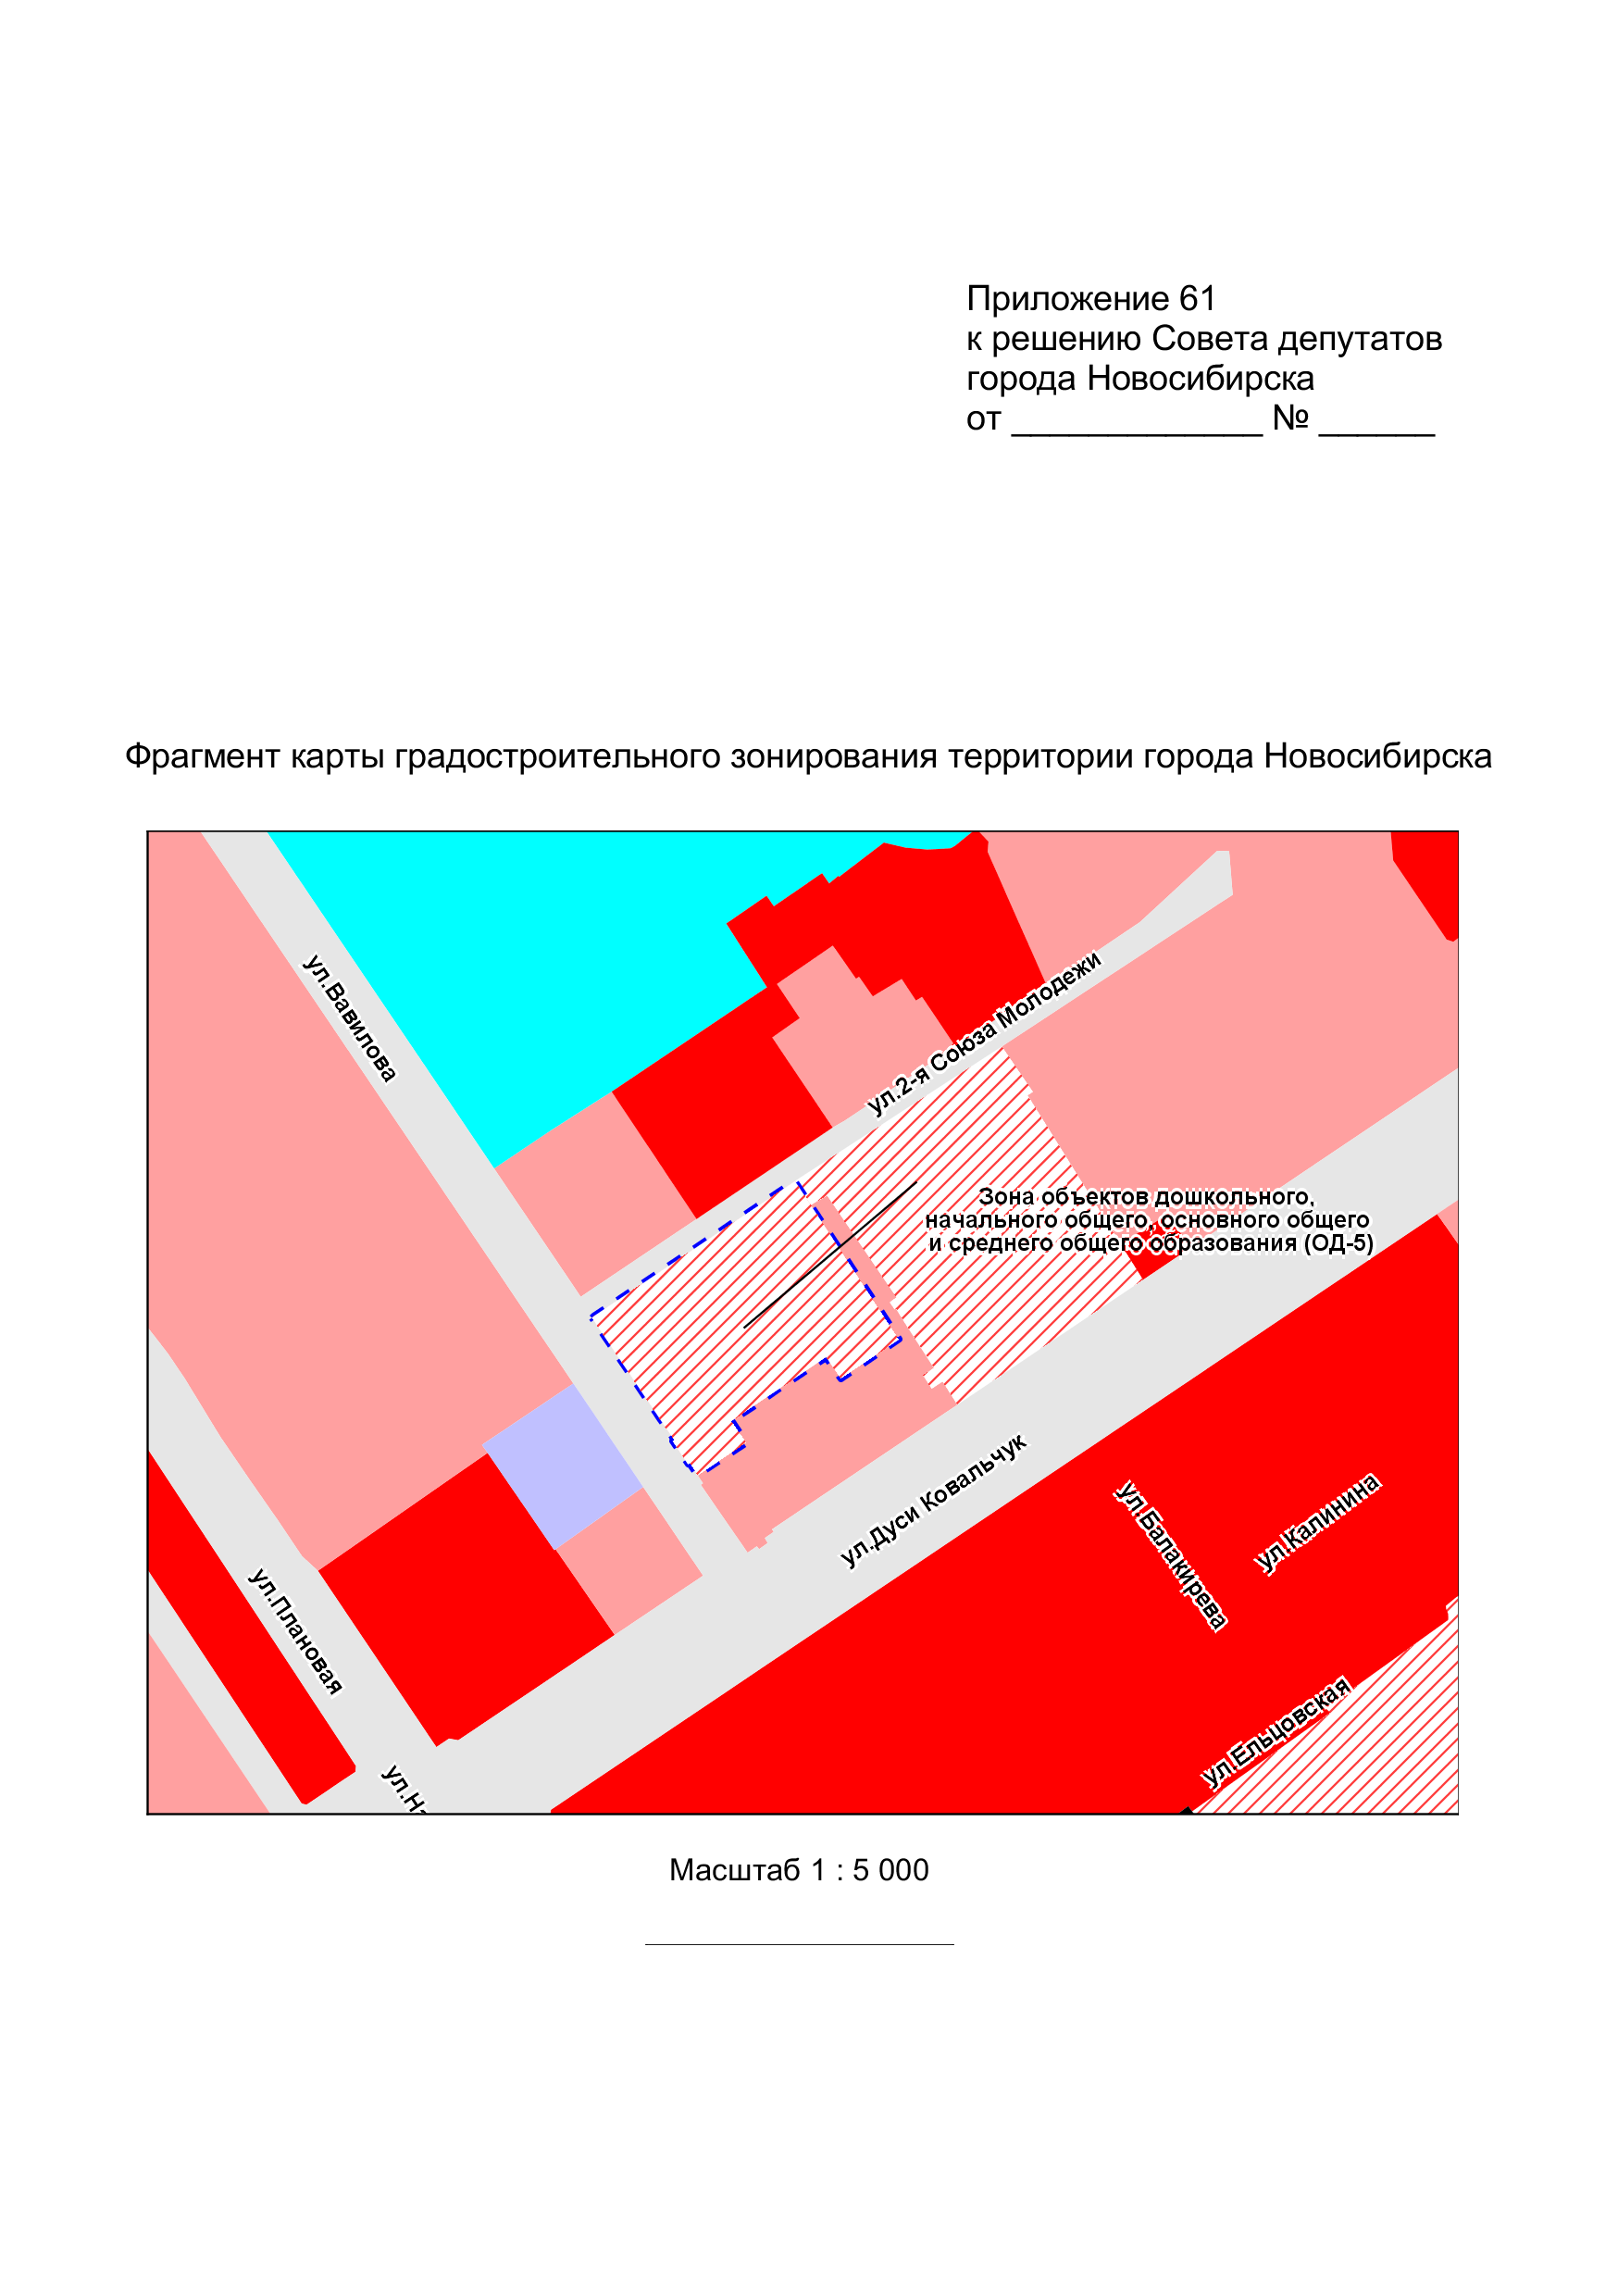 Приложение 61
к решению Совета депутатов
города Новосибирска
от _____________ № ______
Фрагмент карты градостроительного зонирования территории города Новосибирска
ул.Вавилова
ул.2-я Союза Молодежи
Зона объектов дошкольного,
начального общего, основного общего
и среднего общего образования (ОД-5)
ул.Дуси Ковальчук
ул.Балакирева
ул.Калинина
ул.Плановая
ул.Ельцовская
Масштаб 1 : 5 000